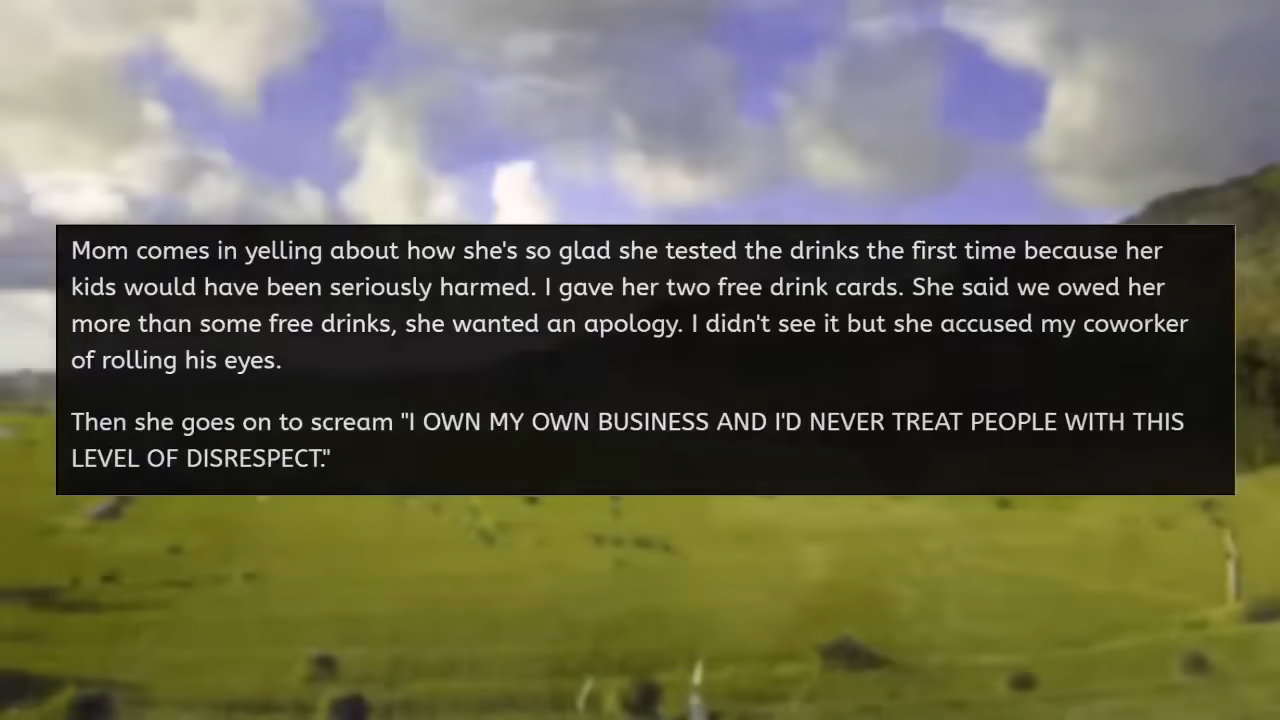 Mom comes in yelling about how she's so glad she tested the drinks the first time because her
kids would have been seriously harmed. I gave her two free drink cards. She said we owed her
more than some free drinks, she wanted an apology. I didn't see it but she accused my coworker
of rolling his eyes.
Then she goes on to scream "I OWN MY OWN BUSINESS AND I'D NEVER TREAT PEOPLE WITH THIS
LEVEL OF DISRESPECT."